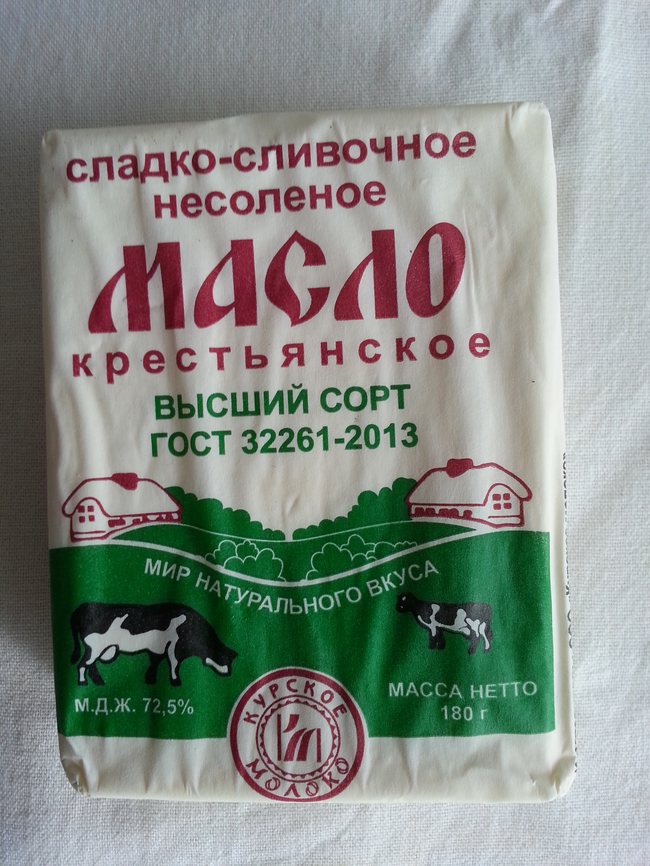 сладко-сливочное
несоленое
масло
крестьянское
ВЫСШИЙ СОРТ
ГОСТ 32261-2013
МИР НАТУРАЛЬНОГО ВКУСА
М.Д.Ж. 72,5%
МАССА НЕТТО
180 г
КУРСКОЕ
МОЛОКО